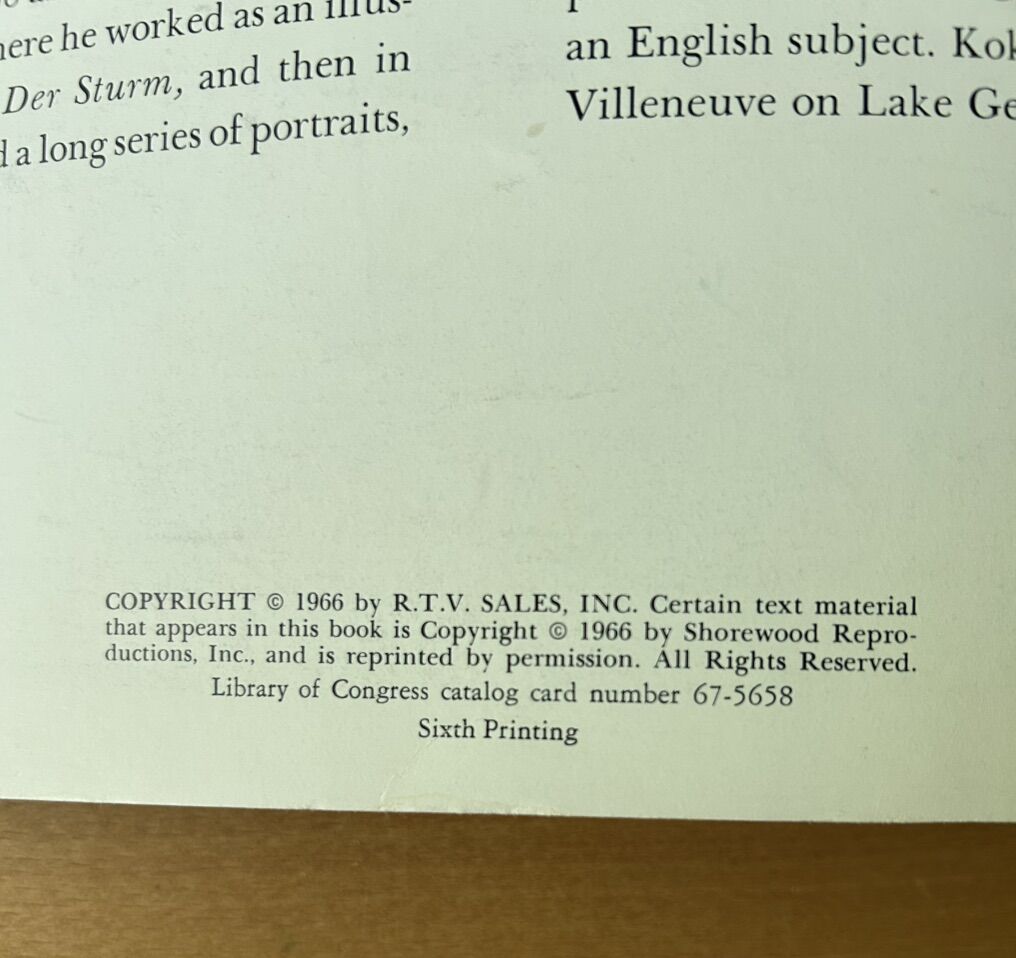 he worked as an illus-
Der Sturm, and then in
a long series of portraits,
an English subject.
Villeneuve on Lake
COPYRIGHT © 1966 by R.T.V. SALES, INC. Certain text material
that appears in this book is Copyright © 1966 by Shorewood Repro-
ductions, Inc., and is reprinted by permission. All Rights Reserved.
Library of Congress catalog card number 67-5658
Sixth Printing